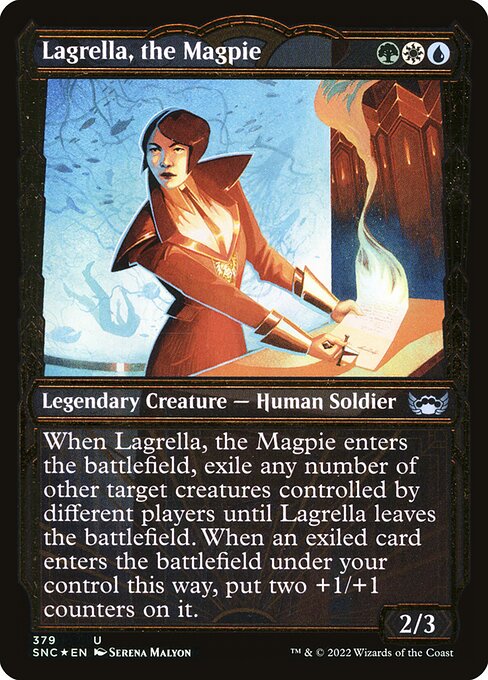 Lagrella, the Magpie
Legendary Creature — Human Soldier
When Lagrella, the Magpie enters
the battlefield, exile any number of
other target creatures controlled by
different players until Lagrella leaves
the battlefield. When an exiled card
enters the battlefield under your
control this way, put two +1/+1
counters on it.
2/3
379 U
SNC★EN Serena Malyon
™ & © 2022 Wizards of the Coast